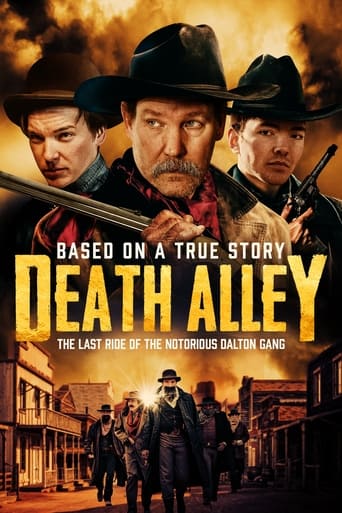 BASED ON A TRUE STORY
DEATH ALLEY
THE LAST RIDE OF THE NOTORIOUS DALTON GANG